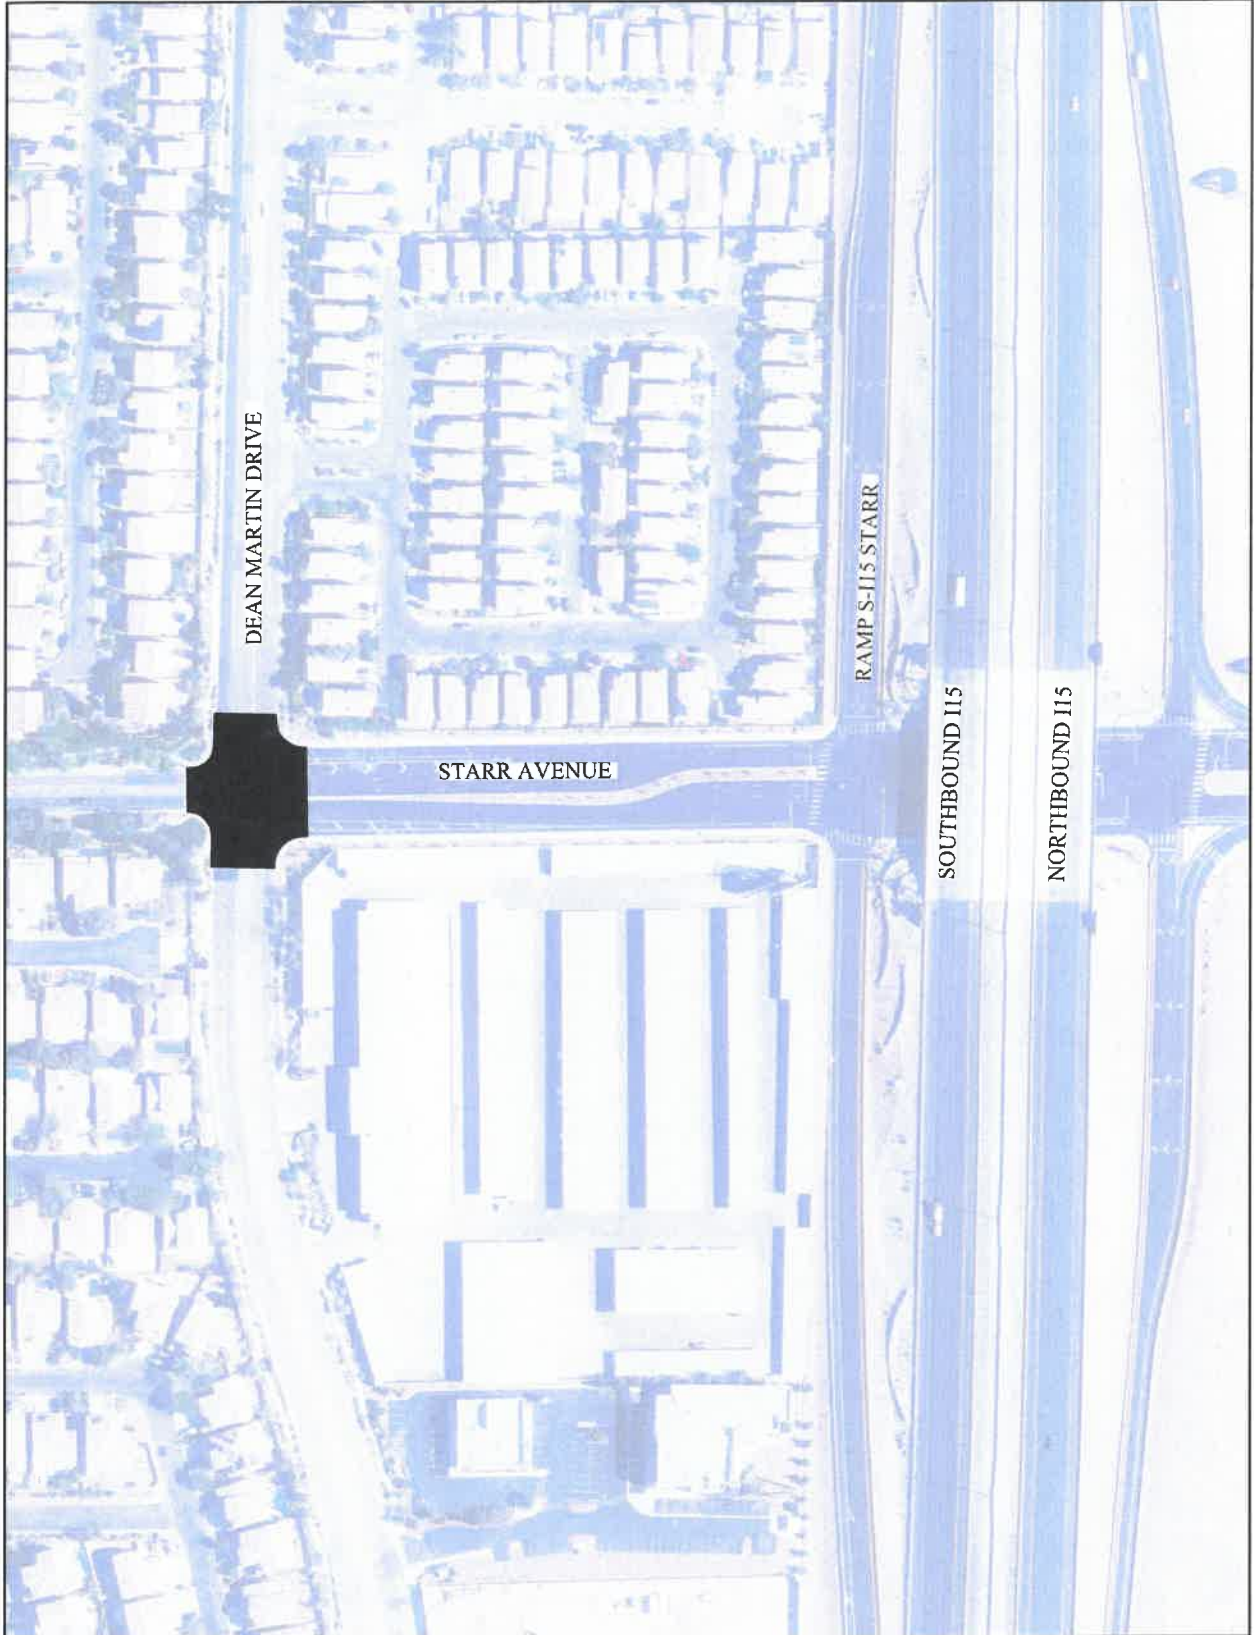 DEAN MARTIN DRIVE
STARR AVENUE
RAMP S-I15 STARR
SOUTHBOUND I15
NORTHBOUND I15